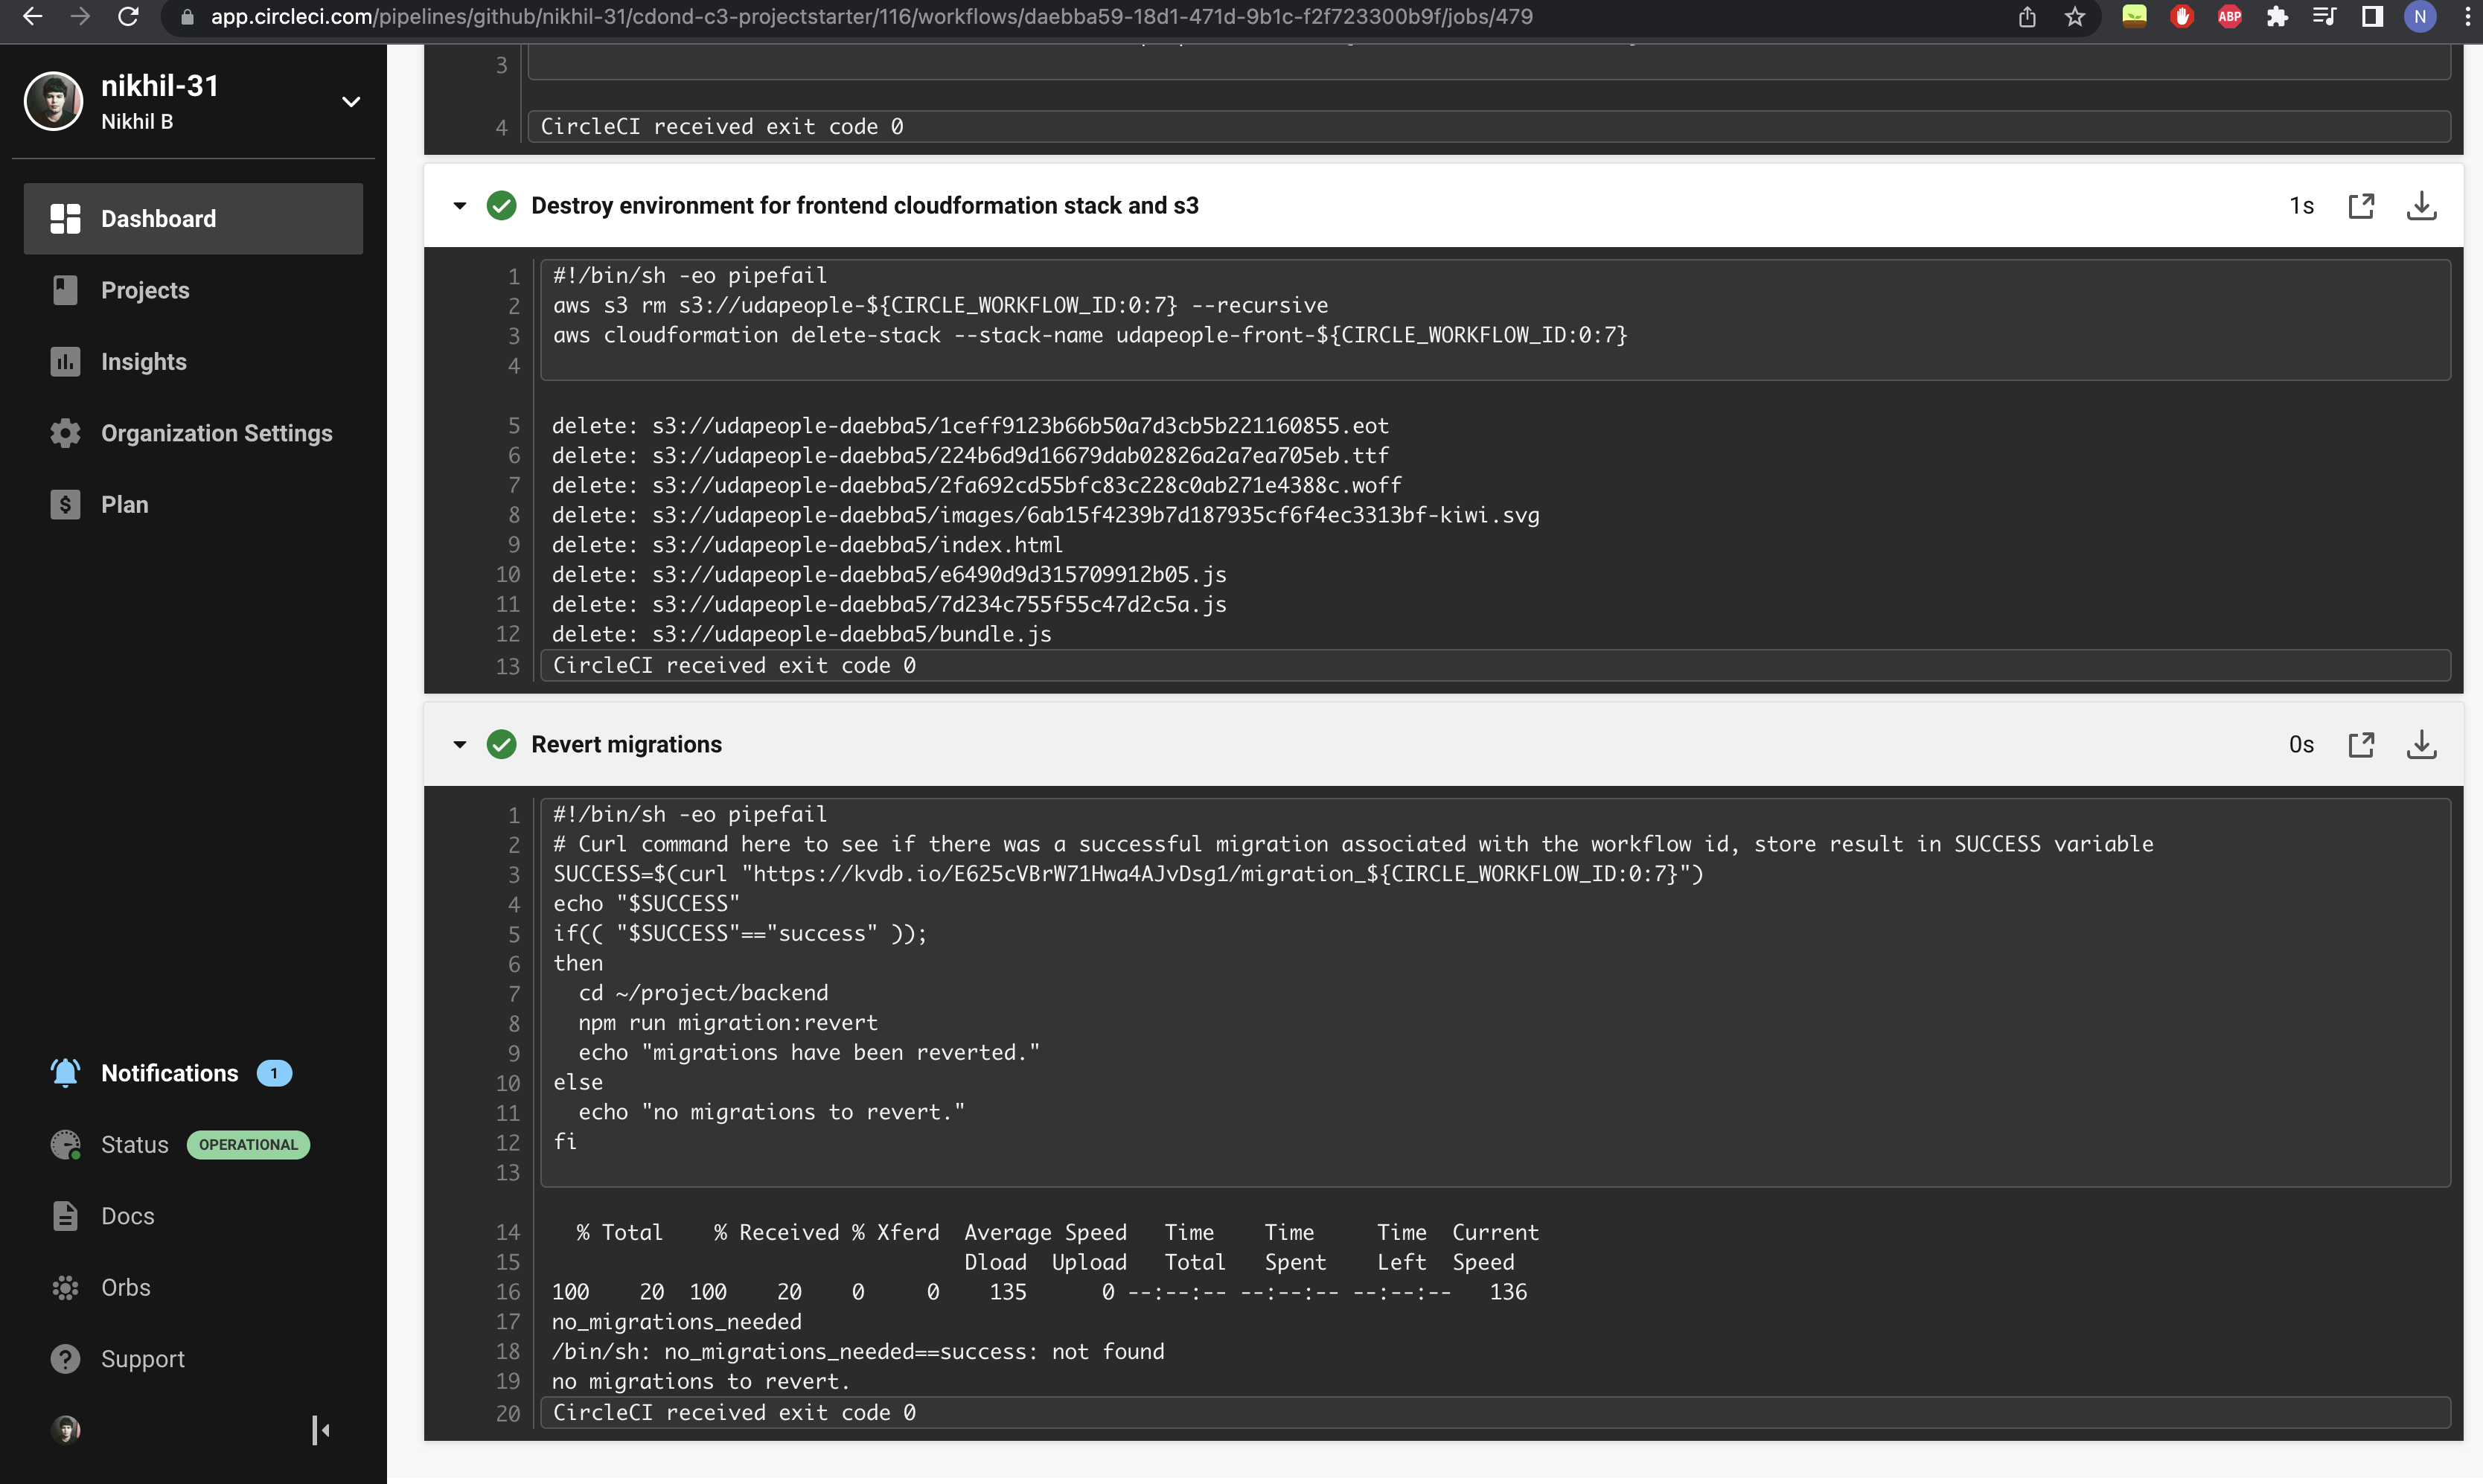 app.circleci.com/pipelines/github/nikhil-31/cdond-c3-projectstarter/116/workflows/daebba59-18d1-471d-9b1c-f2f723300b9f/jobs/479
ABP
N
nikhil-31
Nikhil B
Dashboard
Projects
Insights
Organization Settings
Plan
Notifications 1
Status OPERATIONAL
Docs
Orbs
Support
3
4 CircleCI received exit code 0
Destroy environment for frontend cloudformation stack and s3 1s
1 #!/bin/sh -eo pipefail
2 aws s3 rm s3://udapeople-${CIRCLE_WORKFLOW_ID:0:7} --recursive
3 aws cloudformation delete-stack --stack-name udapeople-front-${CIRCLE_WORKFLOW_ID:0:7}
4
5 delete: s3://udapeople-daebba5/1ceff9123b66b50a7d3cb5b221160855.eot
6 delete: s3://udapeople-daebba5/224b6d9d16679dab02826a2a7ea705eb.ttf
7 delete: s3://udapeople-daebba5/2fa692cd55bfc83c228c0ab271e4388c.woff
8 delete: s3://udapeople-daebba5/images/6ab15f4239b7d187935cf6f4ec3313bf-kiwi.svg
9 delete: s3://udapeople-daebba5/index.html
10 delete: s3://udapeople-daebba5/e6490d9d315709912b05.js
11 delete: s3://udapeople-daebba5/7d234c755f55c47d2c5a.js
12 delete: s3://udapeople-daebba5/bundle.js
13 CircleCI received exit code 0
Revert migrations 0s
1 #!/bin/sh -eo pipefail
2 # Curl command here to see if there was a successful migration associated with the workflow id, store result in SUCCESS variable
3 SUCCESS=$(curl "https://kvdb.io/E625cVBrW71Hwa4AJvDsg1/migration_${CIRCLE_WORKFLOW_ID:0:7}")
4 echo "$SUCCESS"
5 if(( "$SUCCESS"=="success" ));
6 then
7 cd ~/project/backend
8 npm run migration:revert
9 echo "migrations have been reverted."
10 else
11 echo "no migrations to revert."
12 fi
13
14 % Total % Received % Xferd Average Speed Time Time Time Current
15 Dload Upload Total Spent Left Speed
16 100 20 100 20 0 0 135 0 --:--:-- --:--:-- --:--:-- 136
17 no_migrations_needed
18 /bin/sh: no_migrations_needed==success: not found
19 no migrations to revert.
20 CircleCI received exit code 0